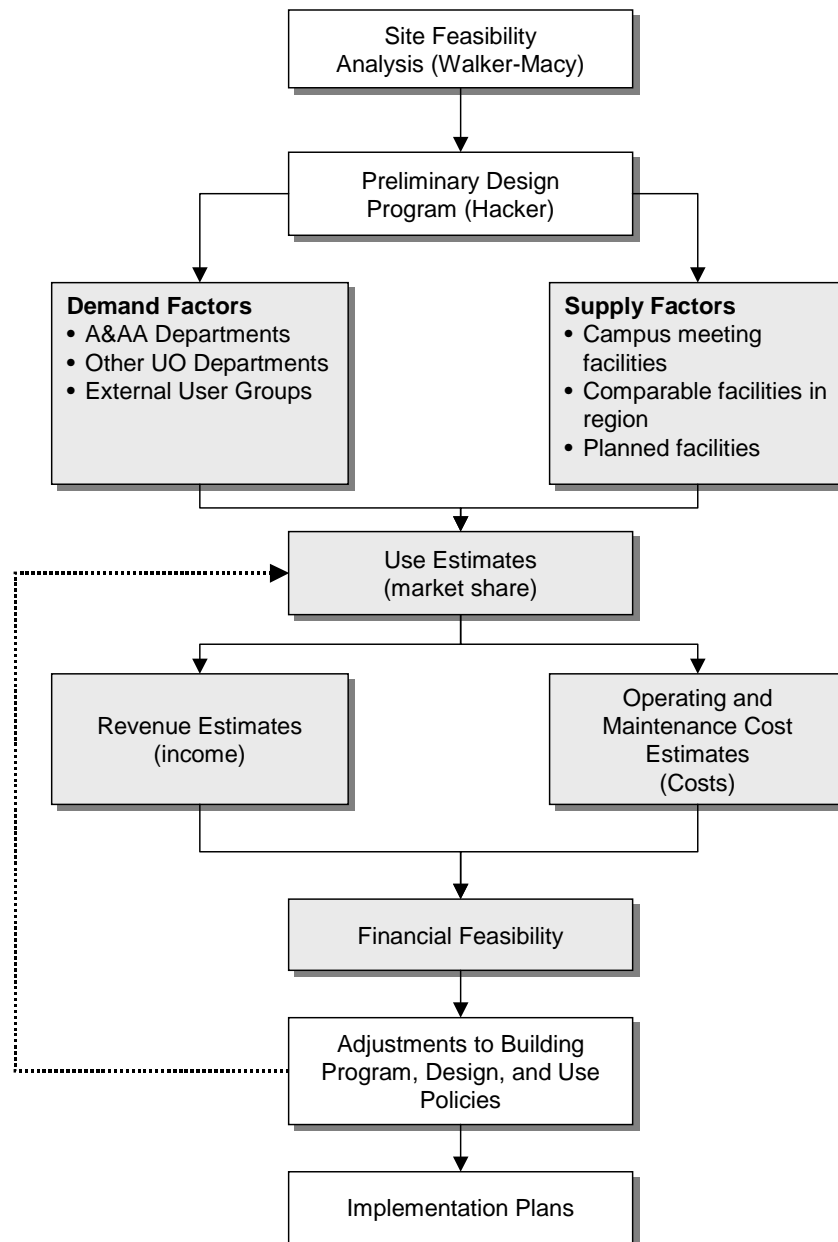 Site Feasibility
Analysis (Walker-Macy)
Preliminary Design
Program (Hacker)
Demand Factors
• A&AA Departments
• Other UO Departments
• External User Groups
Supply Factors
• Campus meeting
facilities
• Comparable facilities in
region
• Planned facilities
Use Estimates
(market share)
Revenue Estimates
(income)
Operating and
Maintenance Cost
Estimates
(Costs)
Financial Feasibility
Adjustments to Building
Program, Design, and Use
Policies
Implementation Plans